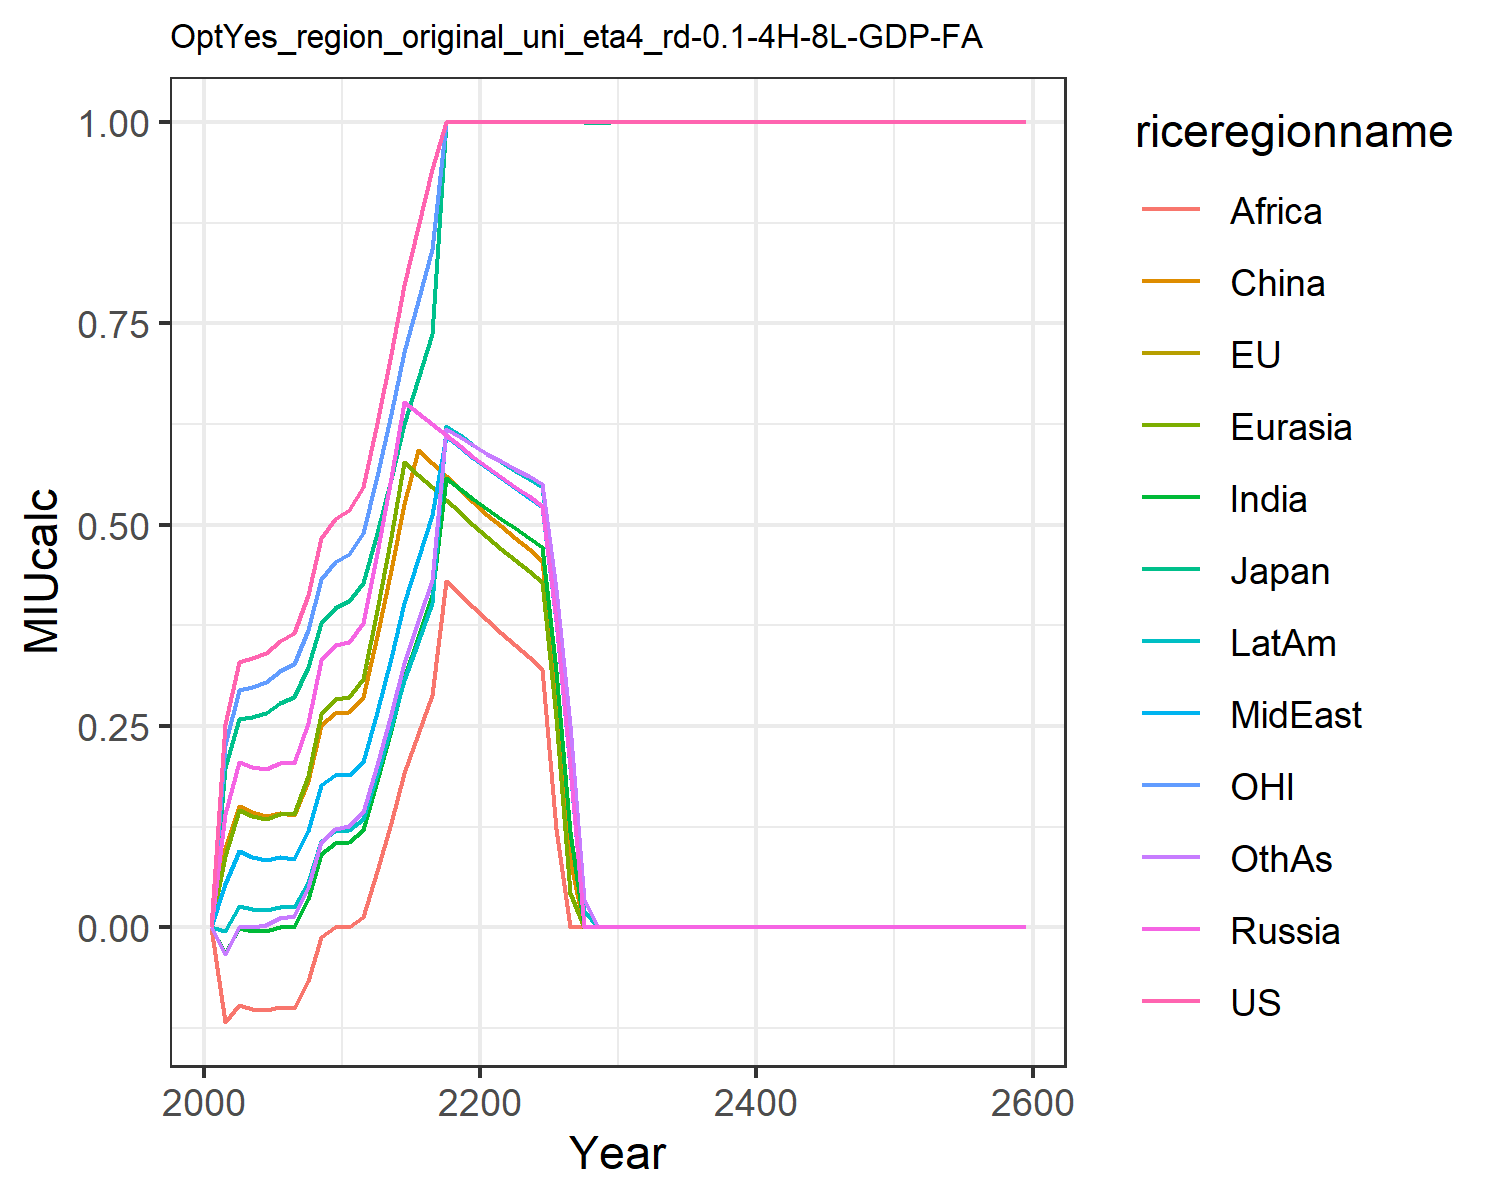 OptYes_region_original_uni_eta4_rd-0.1-4H-8L-GDP-FA
1.00
0.75
0.50
0.25
0.00
MIUcalc
2000
2200
2400
2600
Year
riceregionname
Africa
China
EU
Eurasia
India
Japan
LatAm
MidEast
OHI
OthAs
Russia
US